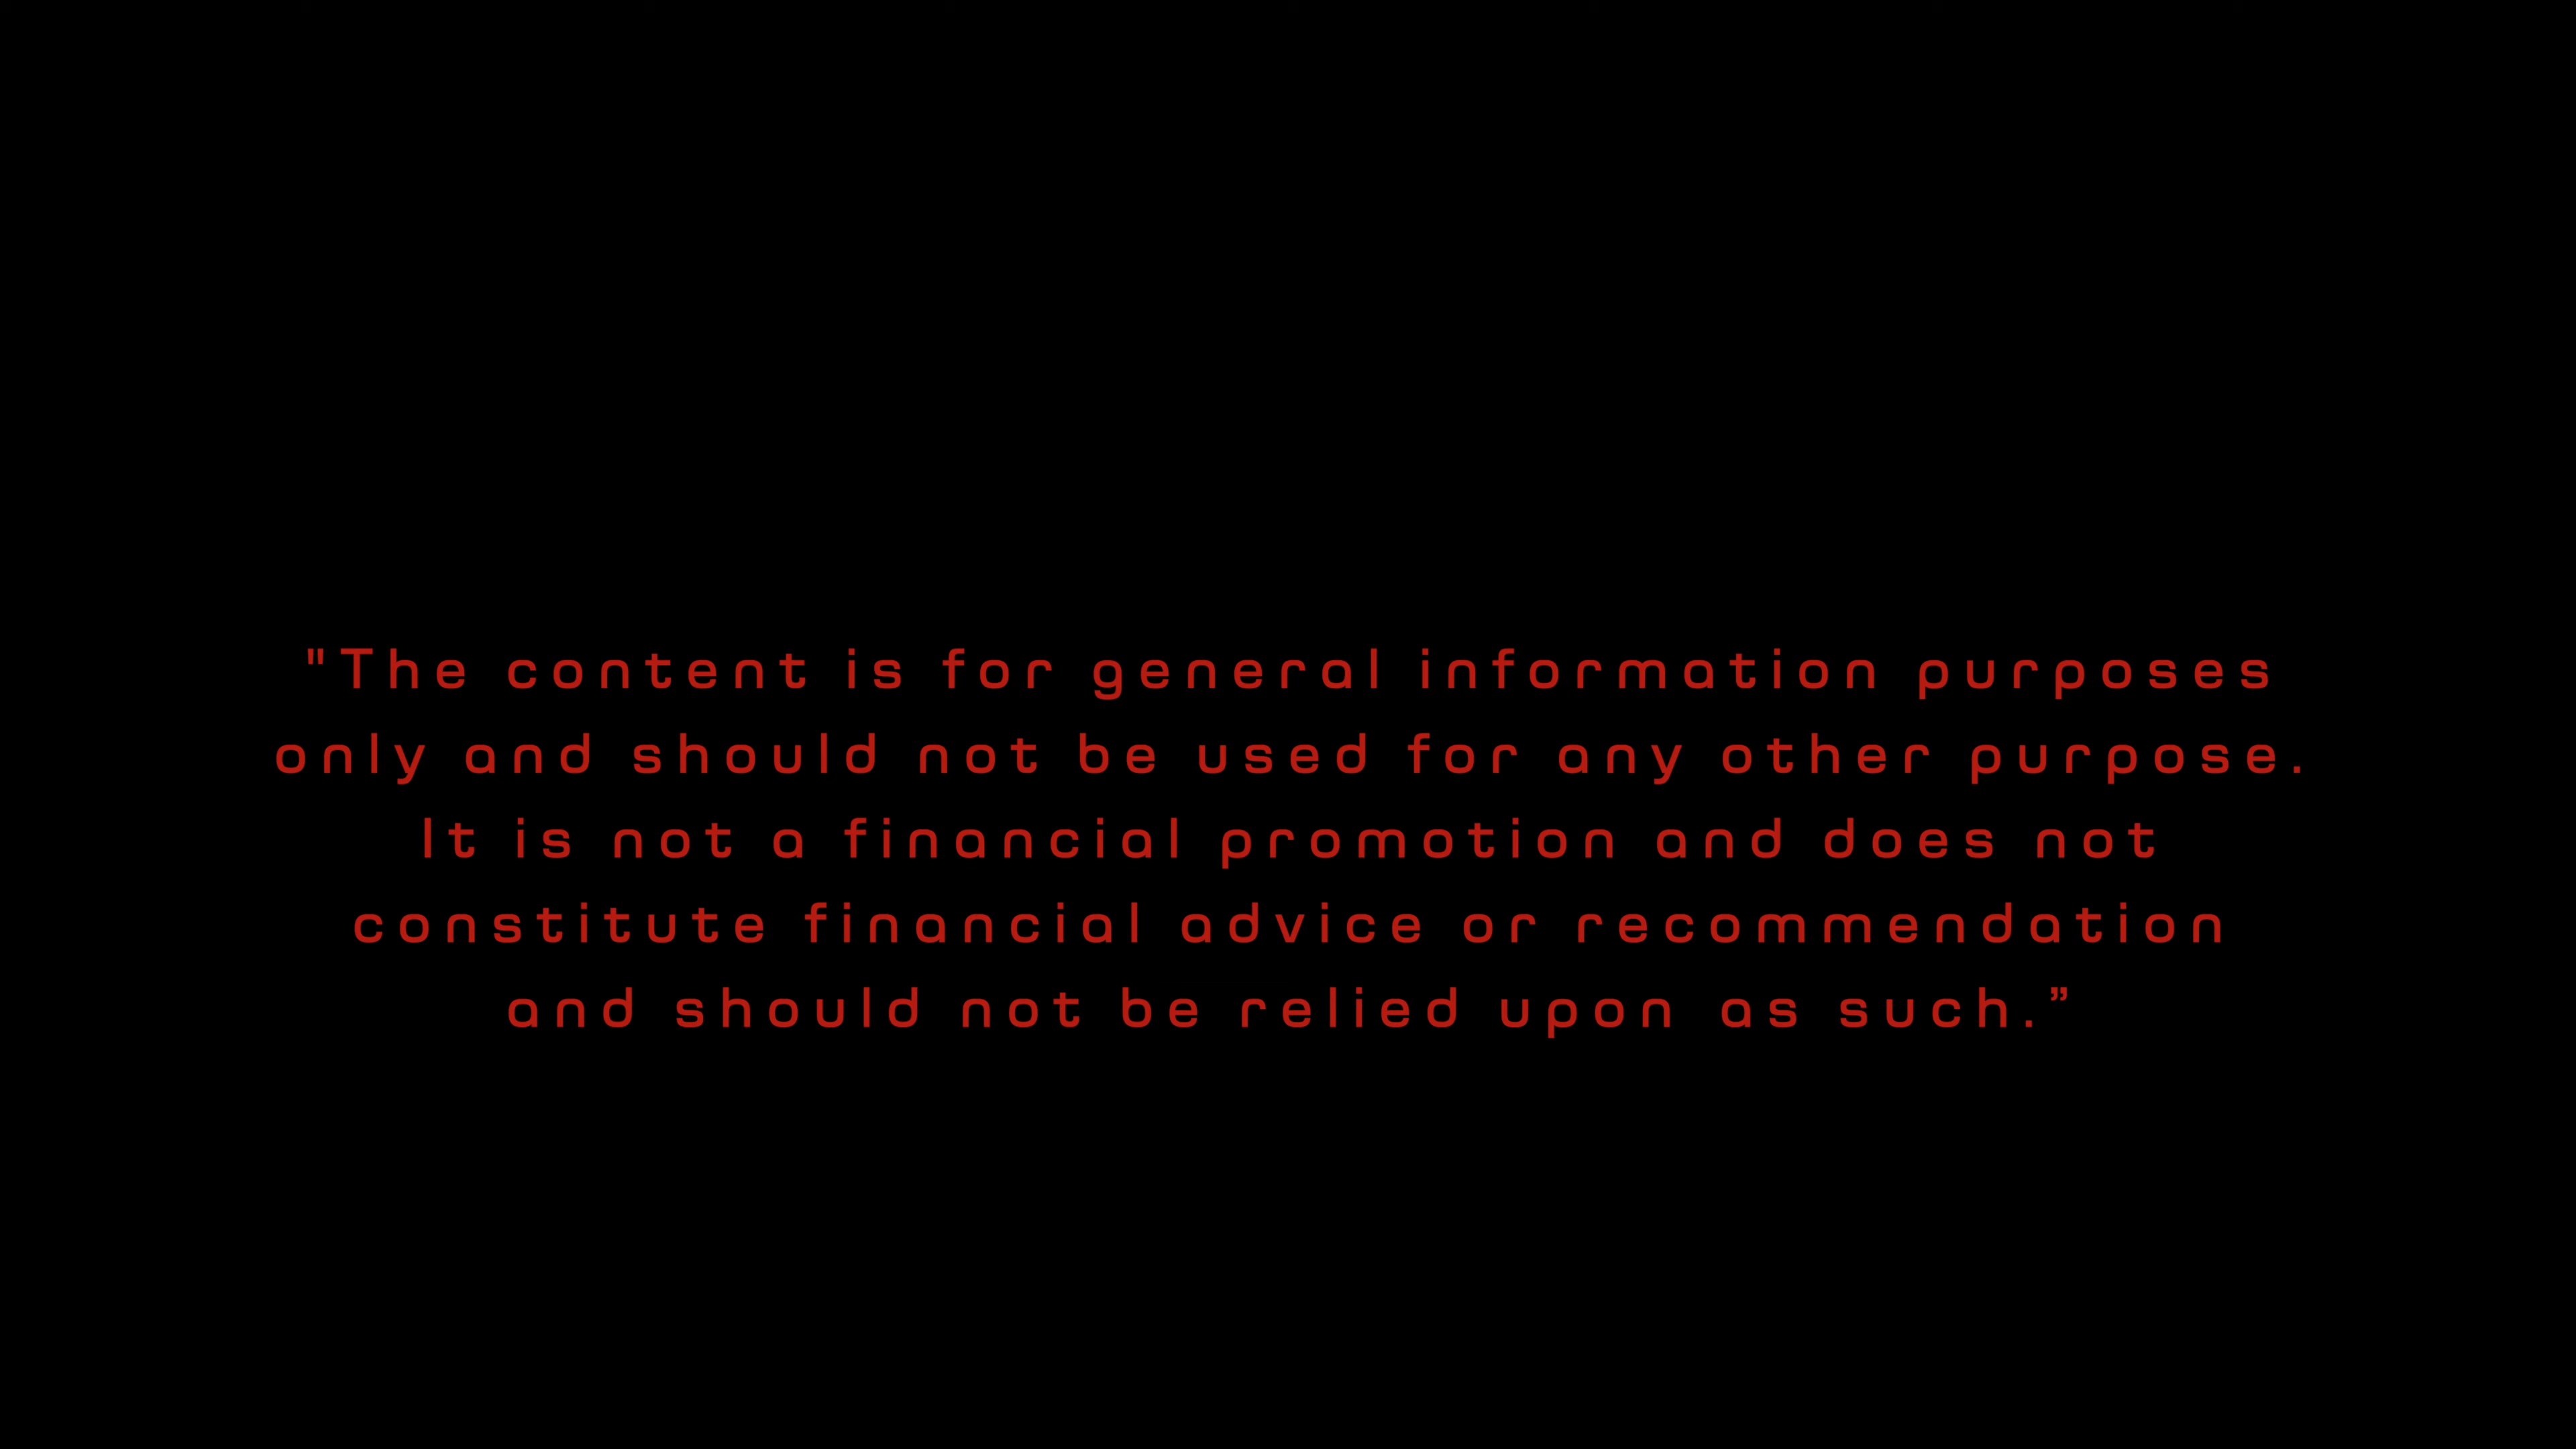 "The content is for general information purposes
only and should not be used for any other purpose.
It is not a financial promotion and does not
constitute financial advice or recommendation
and should not be relied upon as such.”